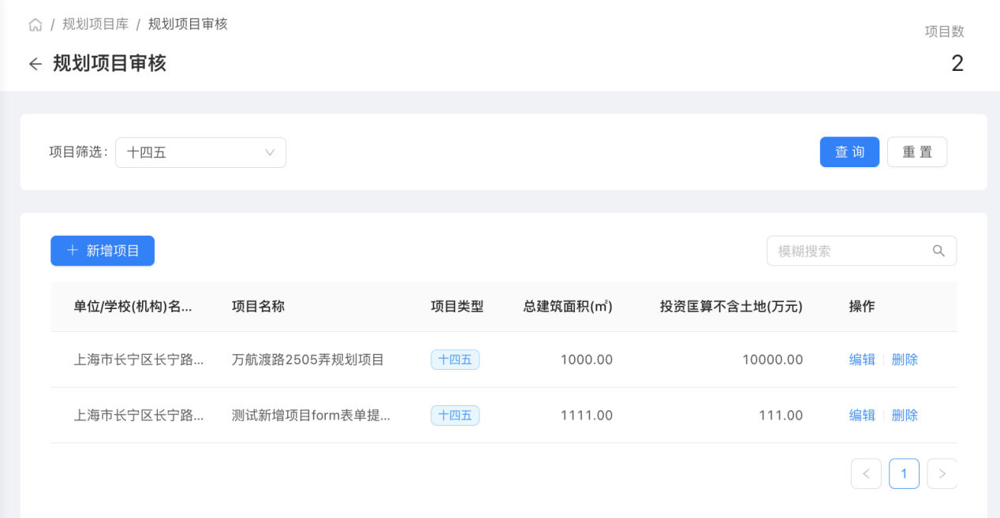 / 规划项目库 / 规划项目审核
项目数
规划项目审核
2
项目筛选: 十四五
查 询 重 置
新增项目
模糊搜索
单位/学校(机构)名... 项目名称 项目类型 总建筑面积(㎡) 投资匡算不含土地(万元) 操作
上海市长宁区长宁路... 万航渡路2505弄规划项目 十四五 1000.00 10000.00 编辑 删除
上海市长宁区长宁路... 测试新增项目form表单提... 十四五 1111.00 111.00 编辑 删除
< 1 >